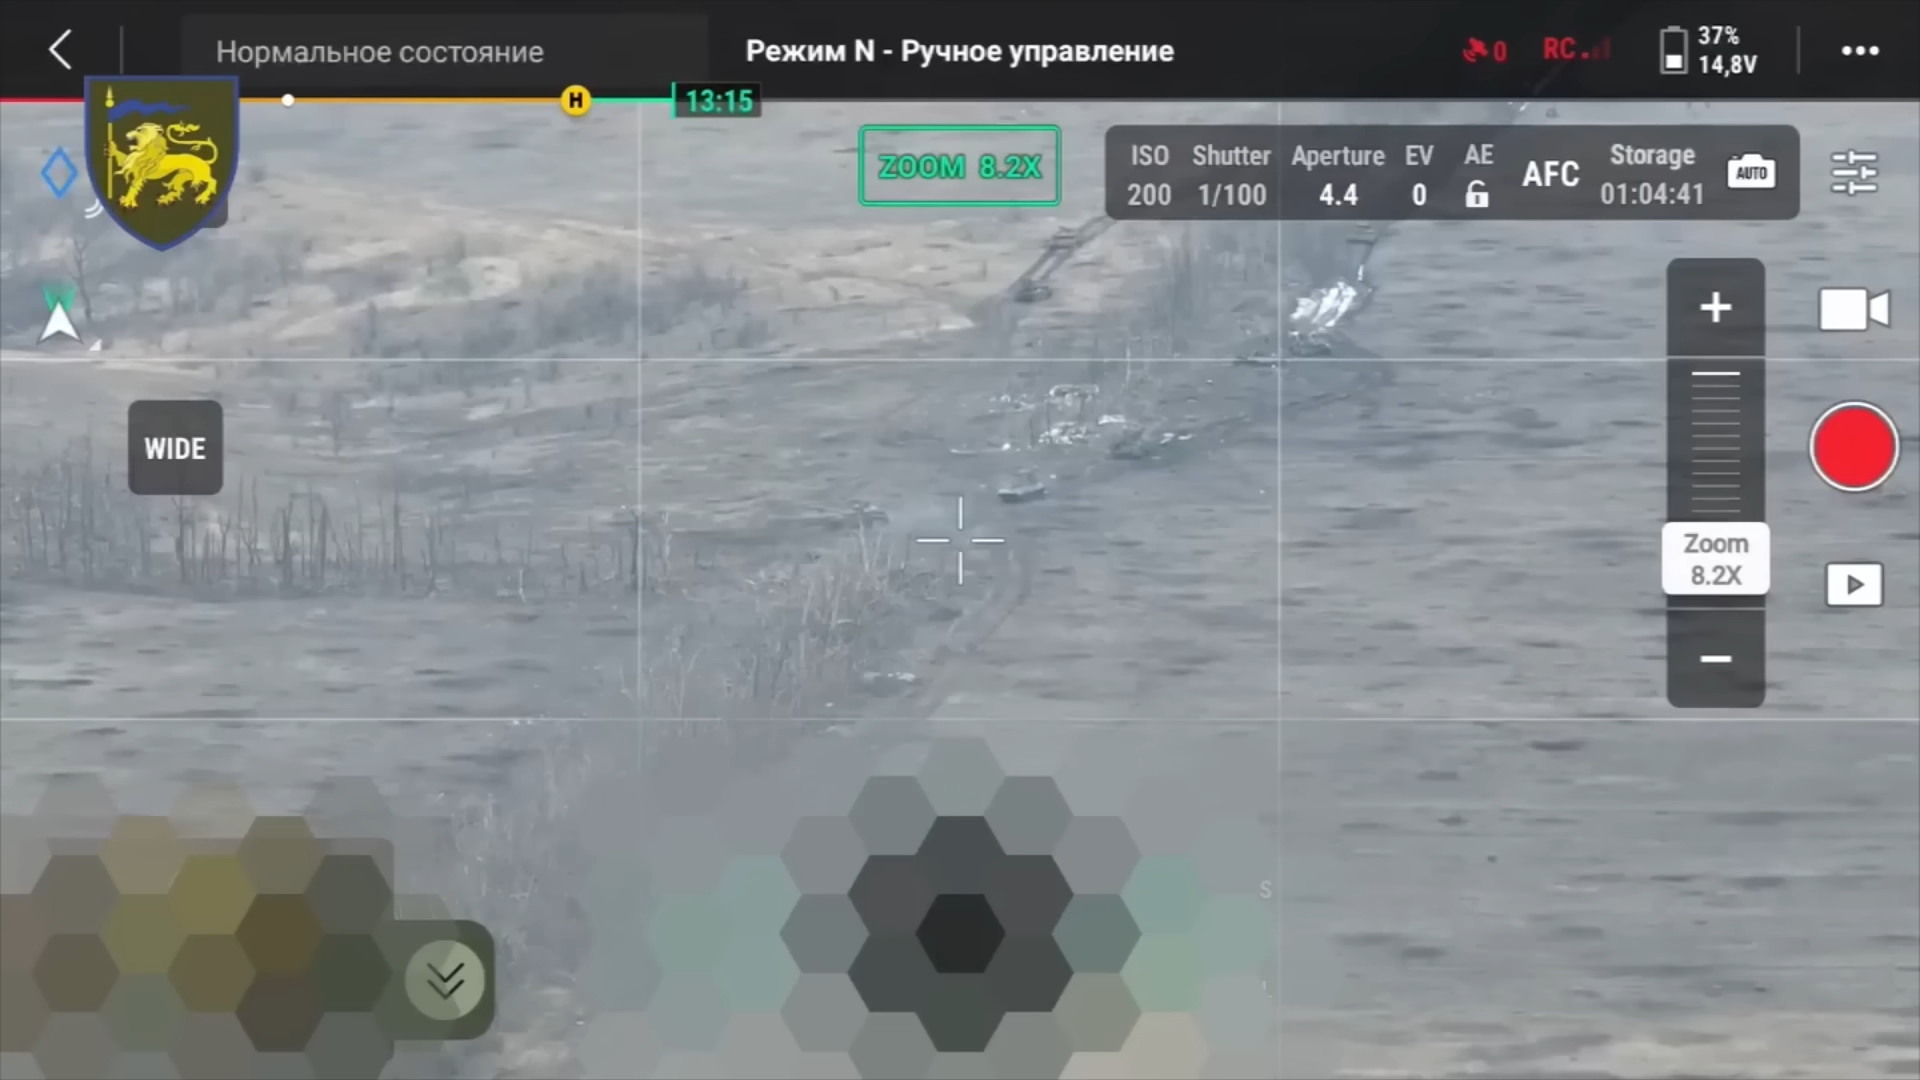 Нормальное состояние
Режим N - Ручное управление
0
RC
37%
14,8V
H
13:15
ZOOM 8.2X
ISO
200
Shutter
1/100
Aperture
4.4
EV
0
AE
AFC
Storage
01:04:41
AUTO
WIDE
Zoom
8.2X
S